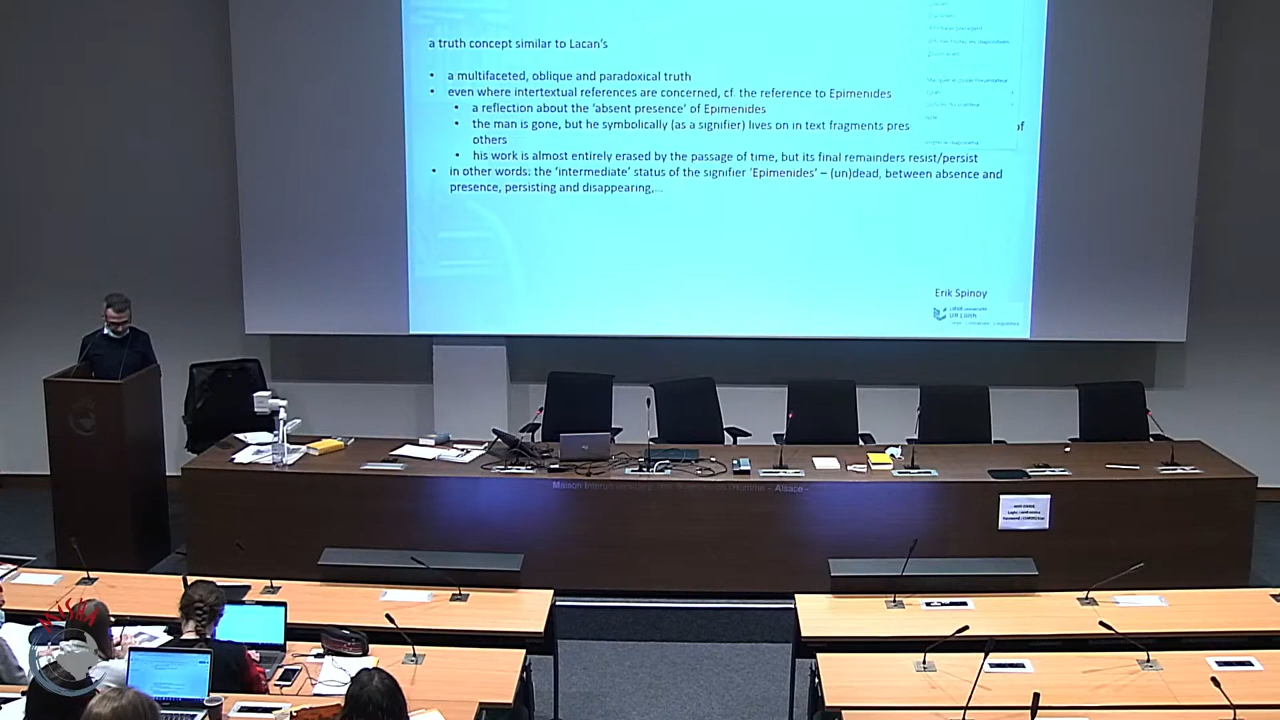 a truth concept similar to Lacan's
• a multifaceted, oblique and paradoxical truth
• even where intertextual references are concerned, cf. the reference to Epimenides
• a reflection about the 'absent presence' of Epimenides
• the man is gone, but he symbolically (as a signifier) lives on in text fragments pres of
others
• his work is almost entirely erased by the passage of time, but its final remainders resist/persist
• in other words: the 'intermediate' status of the signifier 'Epimenides' – (un)dead, between absence and
presence, persisting and disappearing,...
Erik Spinoy
Maison Alsace -
MISHA